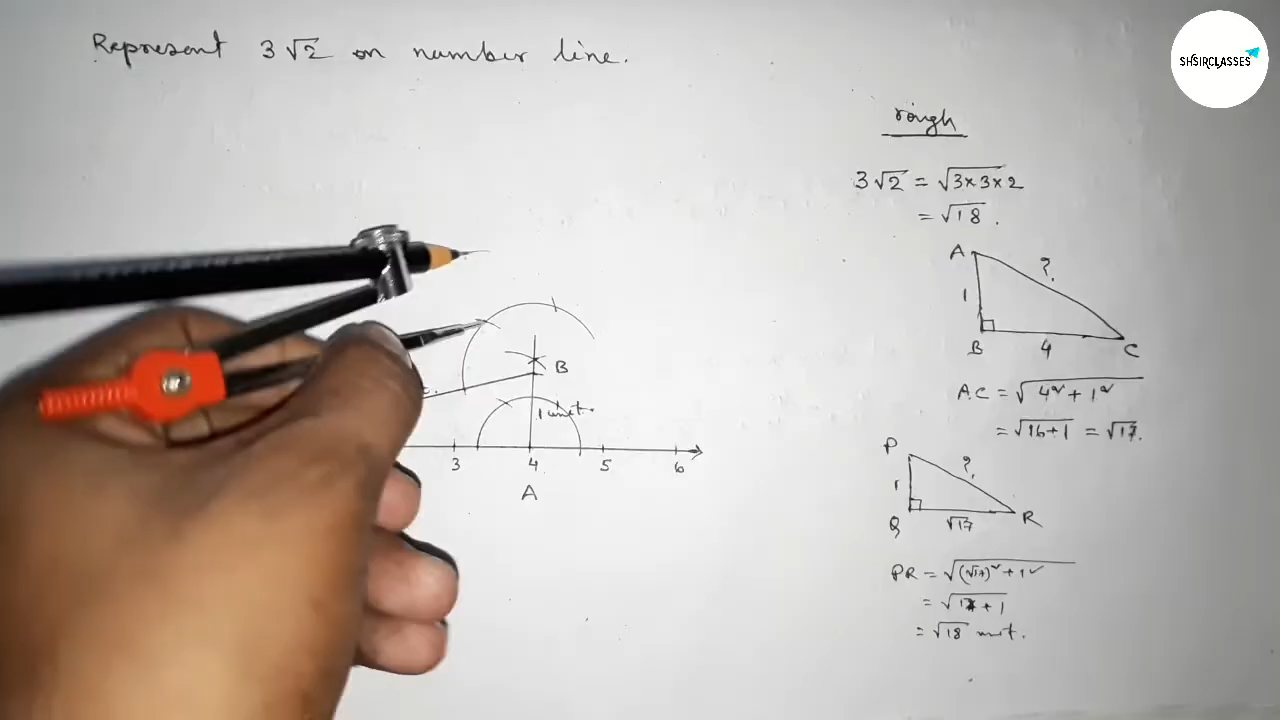 Represent 3√2 on number line.
SHSIRCLASSES
rough
3√2 = √3×3×2
= √18.
A
?
1
B
4
C
AC = √4²+1²
= √16+1 = √17.
P
?
1
Q
√17
R
PR = √(√17)²+1²
= √17+1
= √18 unit.
B
1 unit.
3 4 5 6
A